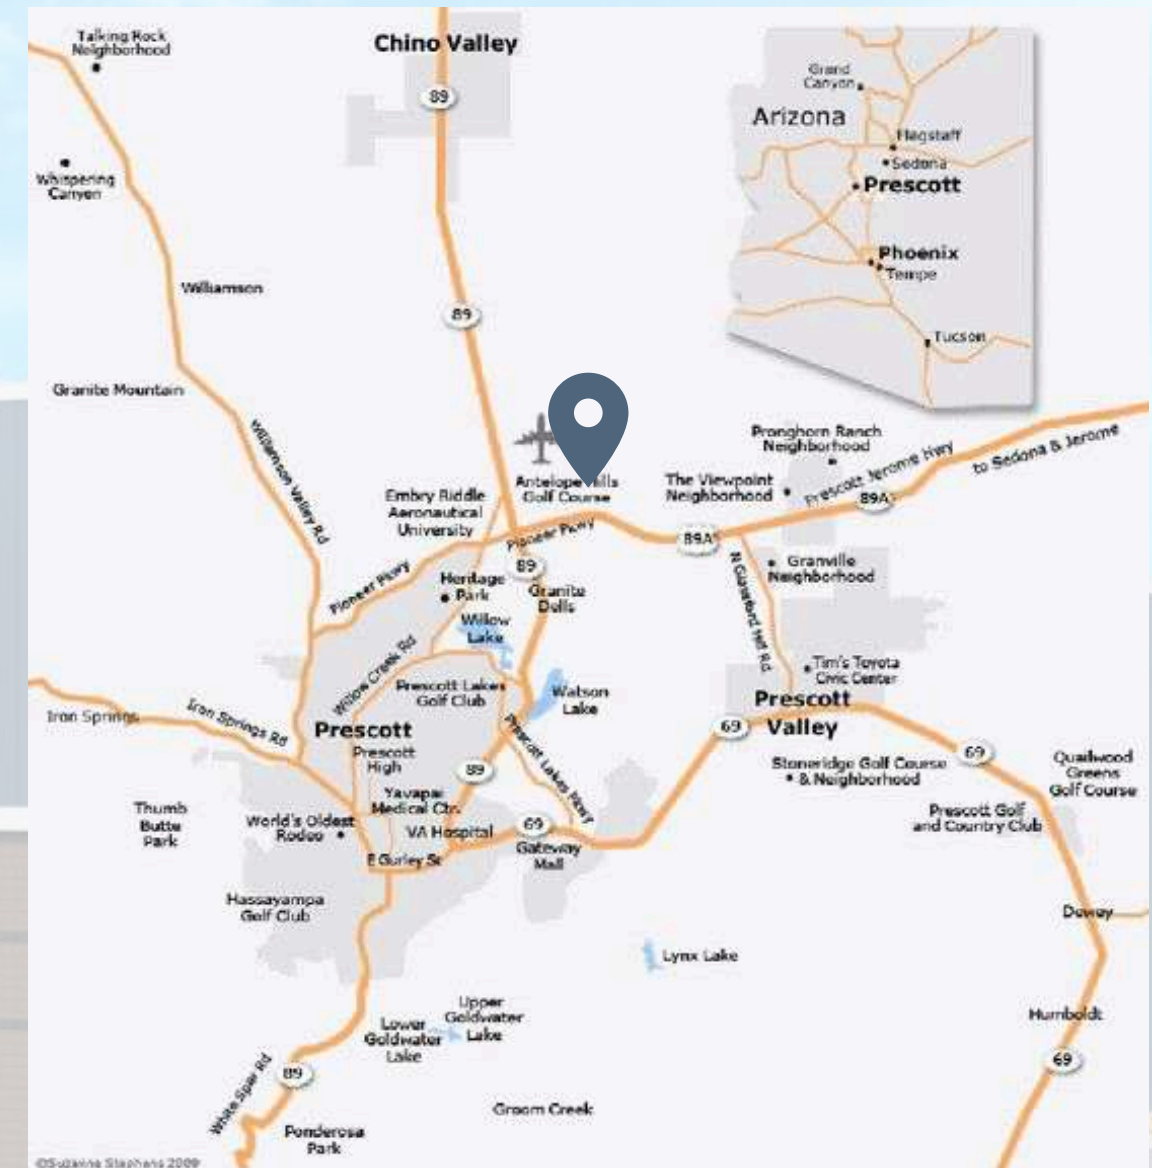 Talking Rock
Neighborhood
Chino Valley
89
Grand
Canyon
Arizona
Flagstaff
Sedona
Prescott
Phoenix
Tempe
Tucson
Whispering
Canyon
Williamson
89
Granite Mountain
Williamson Valley Rd
Pronghorn Ranch
Neighborhood
Prescott Jerome Hwy
to Sedona & Jerome
Antelope Hills
Golf Course
The Viewpoint
Neighborhood
89A
Embry Riddle
Aeronautical
University
Pioneer Pkwy
89A
Pioneer Pkwy
89
Heritage
Park
Granite
Dells
N Glassford Hill Rd
Granville
Neighborhood
Willow
Lake
Willow Creek Rd
Tim's Toyota
Civic Center
Prescott Lakes
Golf Club
Watson
Lake
Prescott
Valley
Iron Springs
Iron Springs Rd
Prescott
Prescott
High
Prescott Lakes Pkwy
69
69
Stoneridge Golf Course
& Neighborhood
Quailwood
Greens
Golf Course
89
Yavapai
Medical Ctr.
Thumb
Butte
Park
World's Oldest
Rodeo
VA Hospital
69
Gateway
Mall
Prescott Golf
and Country Club
E Gurley St
Hassayampa
Golf Club
Dewey
Lynx Lake
Upper
Goldwater
Lake
Lower
Goldwater
Lake
Humboldt
69
89
White Spar Rd
Groom Creek
Ponderosa
Park
©Suzanne Stephens 2009